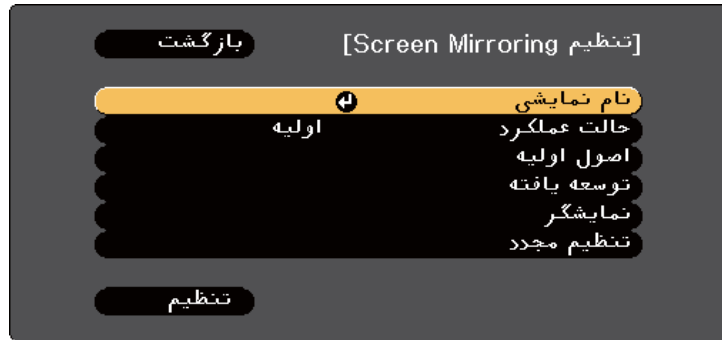 [تنظیم Screen Mirroring]
بازگشت
نام نمایشی
حالت عملکرد اولیه
اصول اولیه
توسعه یافته
نمایشگر
تنظیم مجدد
تنظیم